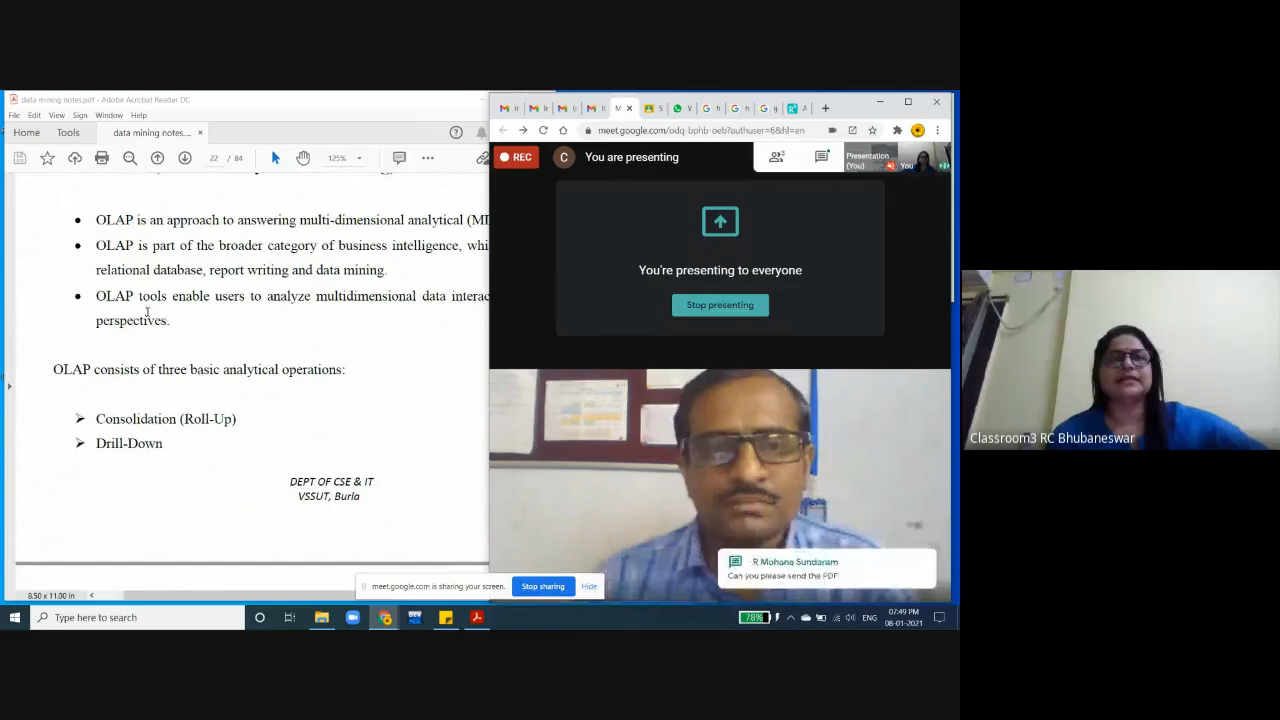 data mining notes.pdf - Adobe Acrobat Reader DC
File Edit View Sign Window Help
Home Tools data mining notes....
22 / 84 125%
OLAP is an approach to answering multi-dimensional analytical
OLAP is part of the broader category of business intelligence,
relational database, report writing and data mining.
OLAP tools enable users to analyze multidimensional data
perspectives.
OLAP consists of three basic analytical operations:
Consolidation (Roll-Up)
Drill-Down
DEPT OF CSE & IT
VSSUT, Burla
8.50 x 11.00 in
meet.google.com/odq-bphb-oeb?authuser=6&hl=en
REC C You are presenting
3
Presentation
(You) You
You're presenting to everyone
Stop presenting
R Mohana Sundaram
Can you please send the PDF
meet.google.com is sharing your screen. Stop sharing Hide
Type here to search
78% ENG
07:49 PM
08-01-2021
Classroom3 RC Bhubaneswar